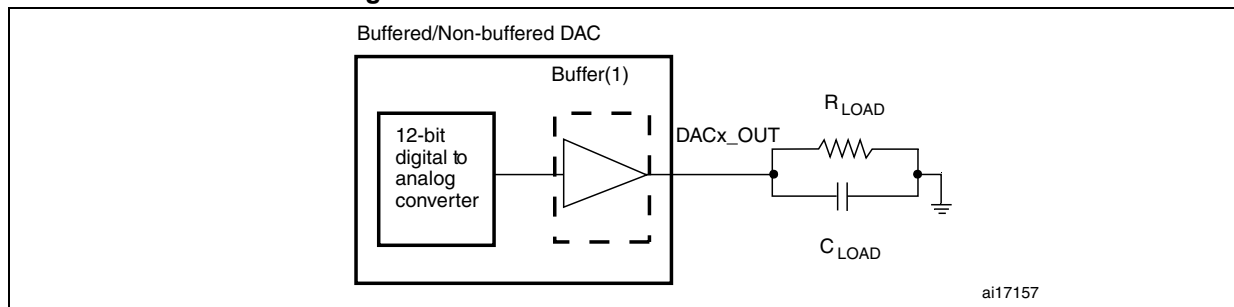 Buffered/Non-buffered DAC
Buffer(1)
12-bit
digital to
analog
converter
DACx_OUT
R LOAD
C LOAD
ai17157